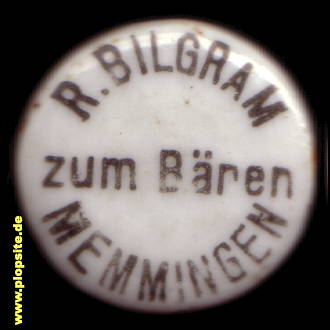 R. BILGRAM
zum Bären
MEMMINGEN
www.plopsite.de